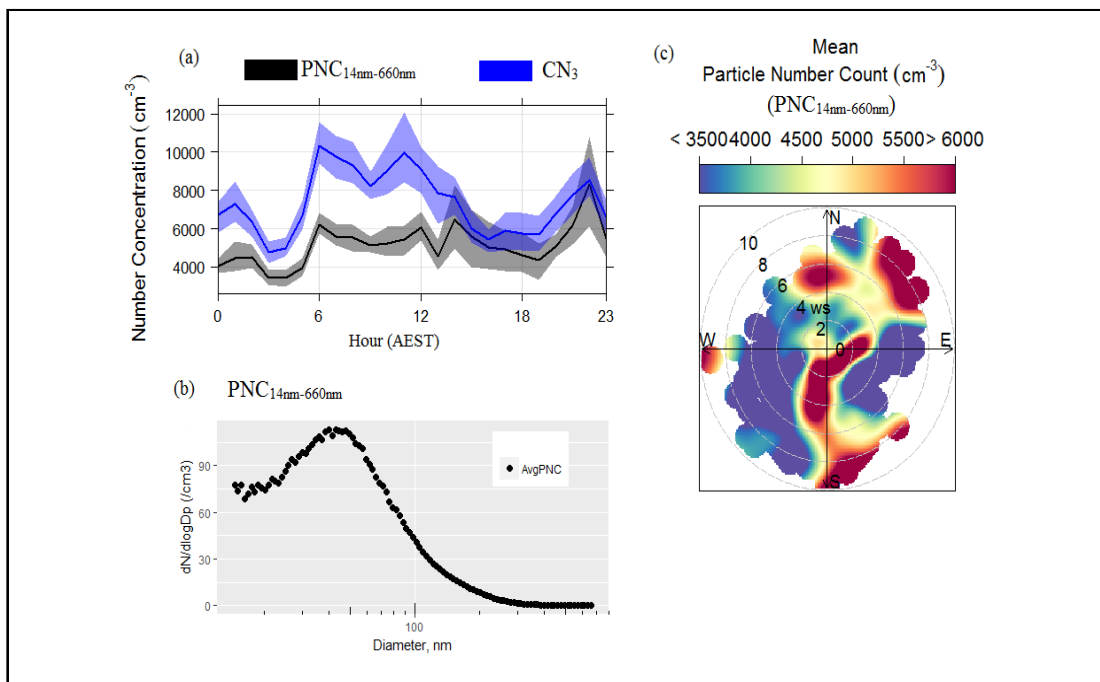 (a)
PNC14nm-660nm CN3
Number Concentration ( cm-3)
12000
10000
8000
6000
4000
0 6 12 18 23
Hour (AEST)
(b) PNC14nm-660nm
dN/dlogDp (/cm3)
90
60
30
0
AvgPNC
100
Diameter, nm
(c) Mean
Particle Number Count (cm-3)
(PNC14nm-660nm)
< 3500 4000 4500 5000 5500 > 6000
N
10
8
6
4 ws
2
0
W E
S